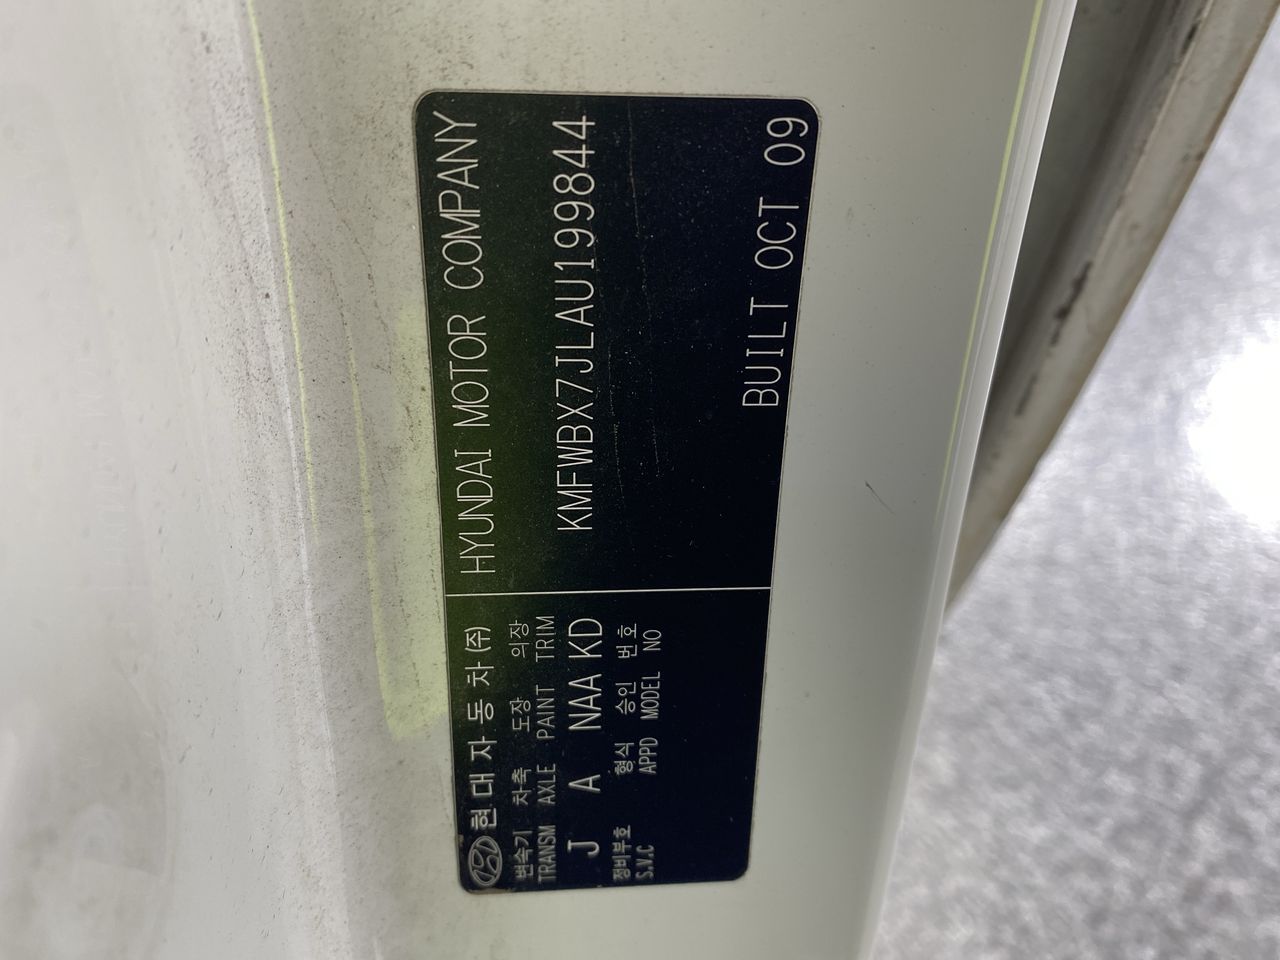 현대자동차(주)
HYUNDAI MOTOR COMPANY
변속기 차축 도장 의장
TRANSM AXLE PAINT TRIM
J A NAA KD
KMFWBX7JLAU199844
정비부호 형식 승인 번호
S.V.C APPD MODEL NO
BUILT OCT 09